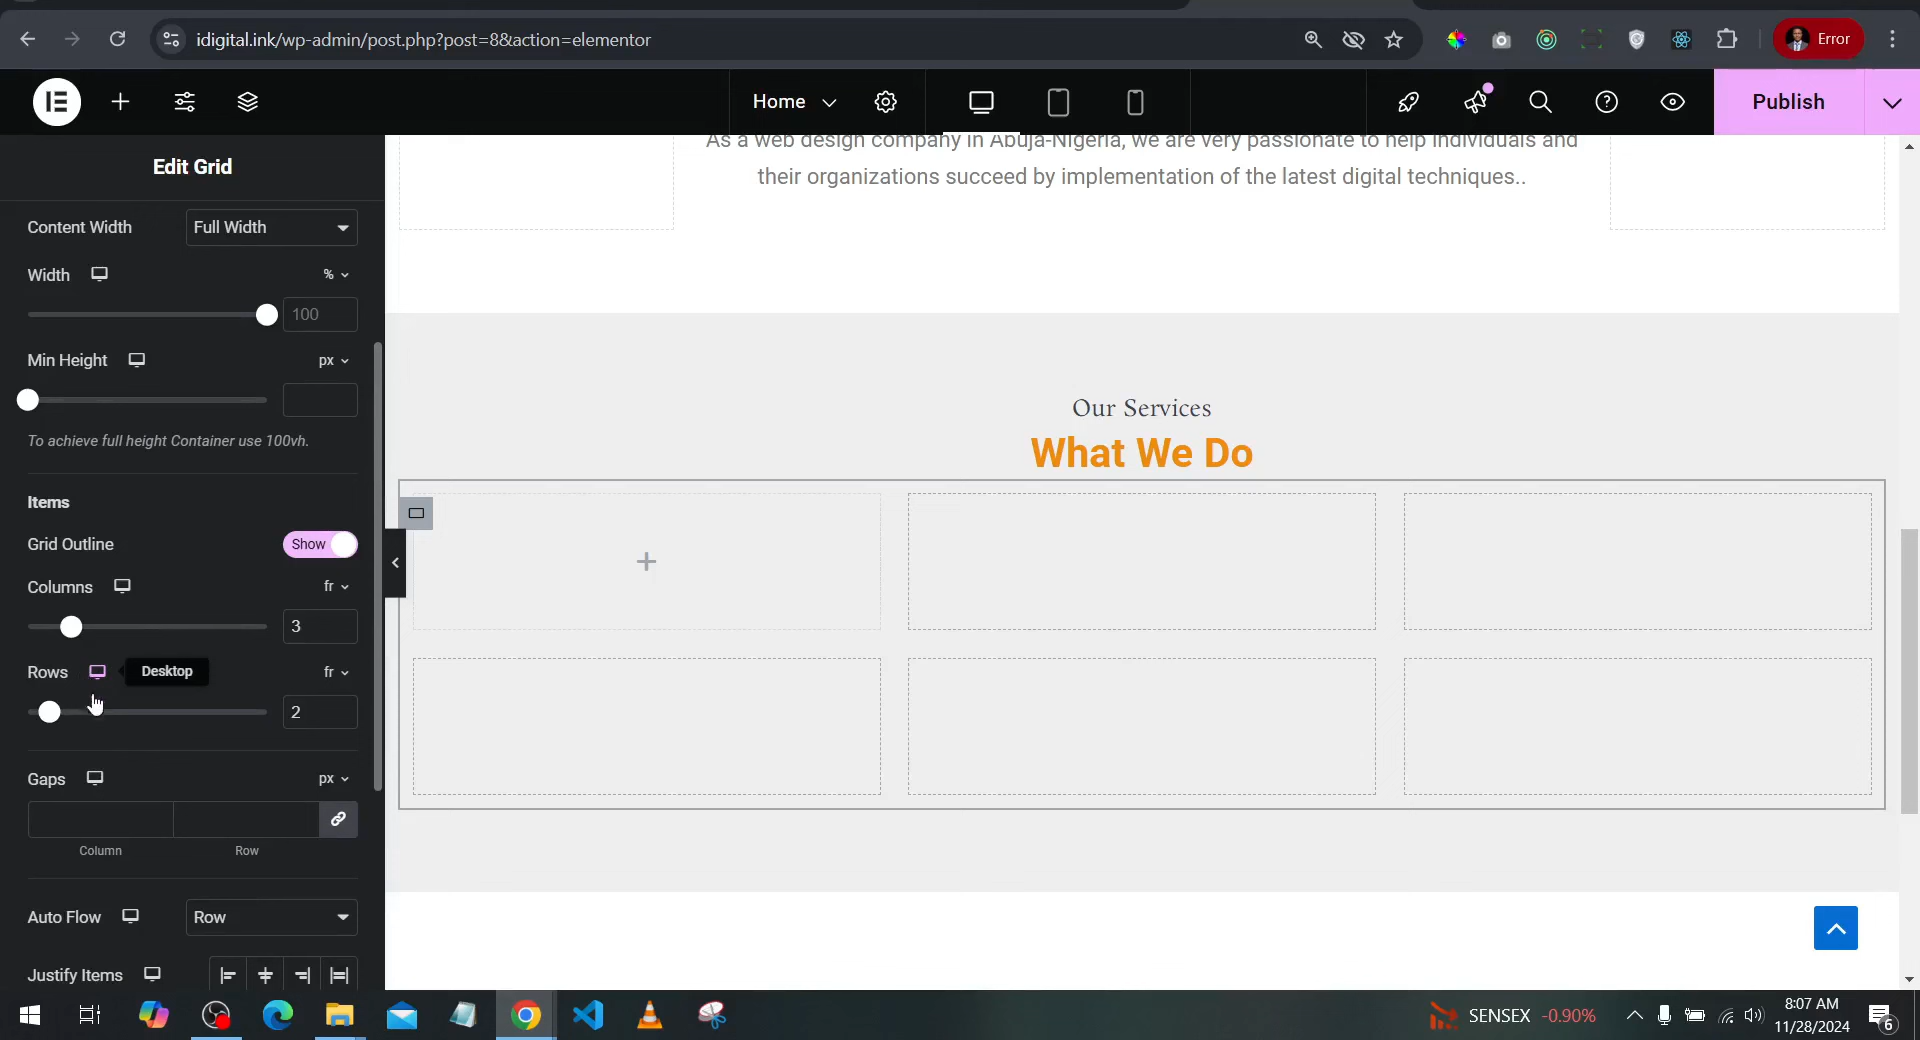 idigital.ink/wp-admin/post.php?post=8&action=elementor
Error
Home
Publish
Edit Grid
Content Width
Full Width
Width
%
100
Min Height
px
To achieve full height Container use 100vh.
Items
Grid Outline
Show
Columns
fr
3
Rows
Desktop
fr
2
Gaps
px
Column
Row
Auto Flow
Row
Justify Items
As a web design company in Abuja-Nigeria, we are very passionate to help individuals and
their organizations succeed by implementation of the latest digital techniques..
Our Services
What We Do
SENSEX -0.90%
8:07 AM
11/28/2024
6